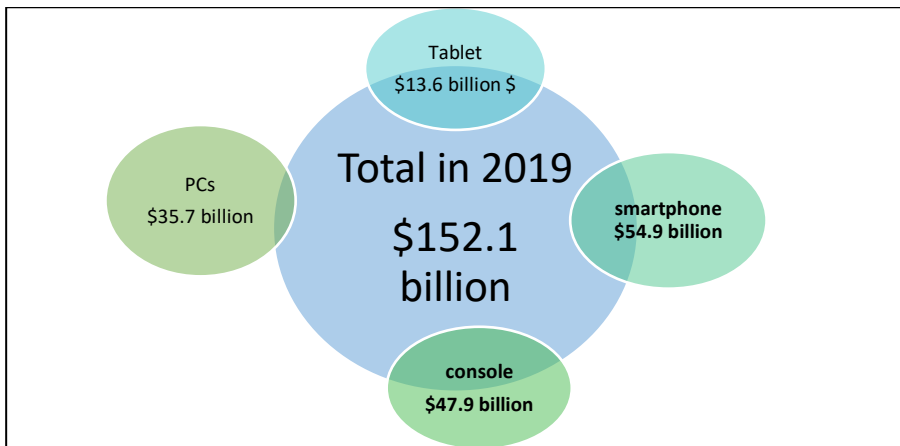 Tablet
$13.6 billion $
Total in 2019
$152.1
billion
PCs
$35.7 billion
smartphone
$54.9 billion
console
$47.9 billion